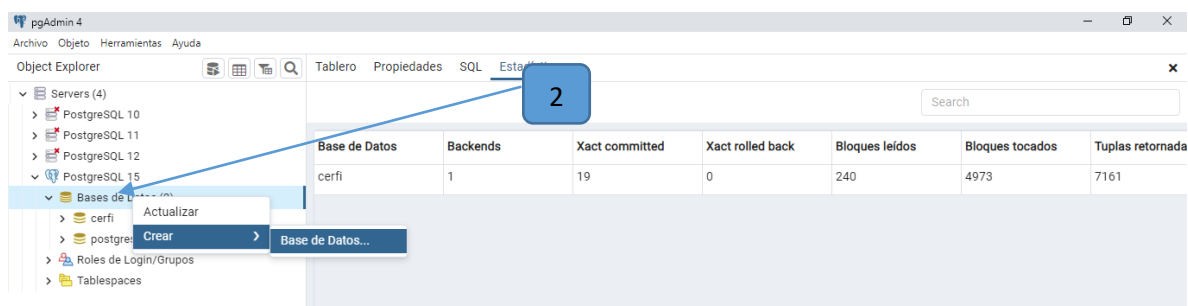 pgAdmin 4
Archivo Objeto Herramientas Ayuda
Object Explorer
Tablero Propiedades SQL
2
Search
Servers (4)
PostgreSQL 10
PostgreSQL 11
PostgreSQL 12
PostgreSQL 15
Bases de
cerfi
Roles de Login/Grupos
Tablespaces
Actualizar
Crear
Base de Datos...
Base de Datos Backends Xact committed Xact rolled back Bloques leídos Bloques tocados Tuplas retornada
cerfi 1 19 0 240 4973 7161